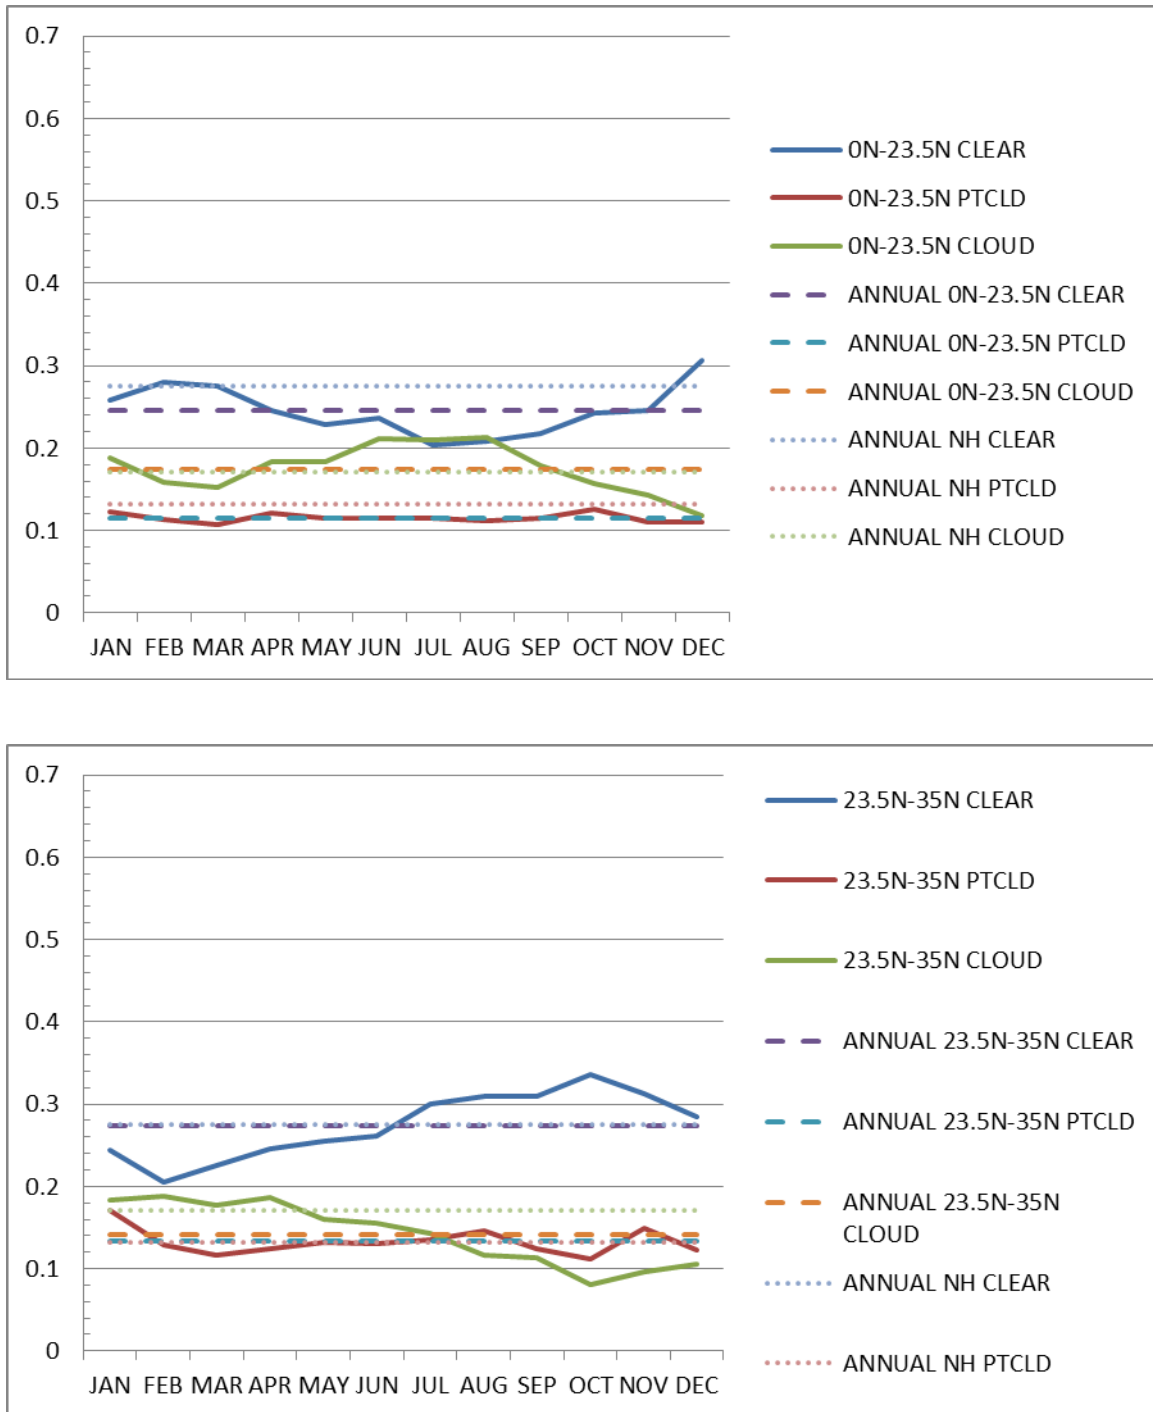 0.7
0.6
0.5
0.4
0.3
0.2
0.1
0
JAN FEB MAR APR MAY JUN JUL AUG SEP OCT NOV DEC
0N-23.5N CLEAR
0N-23.5N PTCLD
0N-23.5N CLOUD
ANNUAL 0N-23.5N CLEAR
ANNUAL 0N-23.5N PTCLD
ANNUAL 0N-23.5N CLOUD
ANNUAL NH CLEAR
ANNUAL NH PTCLD
ANNUAL NH CLOUD
0.7
0.6
0.5
0.4
0.3
0.2
0.1
0
JAN FEB MAR APR MAY JUN JUL AUG SEP OCT NOV DEC
23.5N-35N CLEAR
23.5N-35N PTCLD
23.5N-35N CLOUD
ANNUAL 23.5N-35N CLEAR
ANNUAL 23.5N-35N PTCLD
ANNUAL 23.5N-35N
CLOUD
ANNUAL NH CLEAR
ANNUAL NH PTCLD